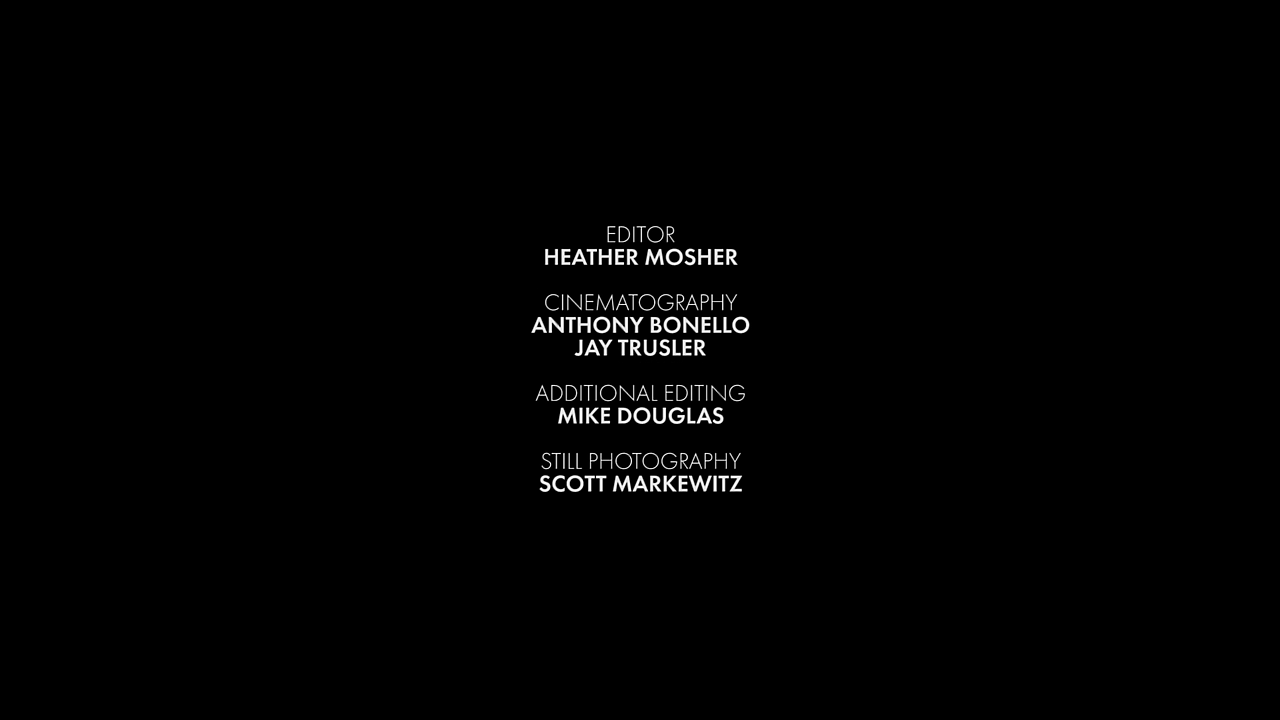 EDITOR
HEATHER MOSHER
CINEMATOGRAPHY
ANTHONY BONELLO
JAY TRUSLER
ADDITIONAL EDITING
MIKE DOUGLAS
STILL PHOTOGRAPHY
SCOTT MARKEWITZ